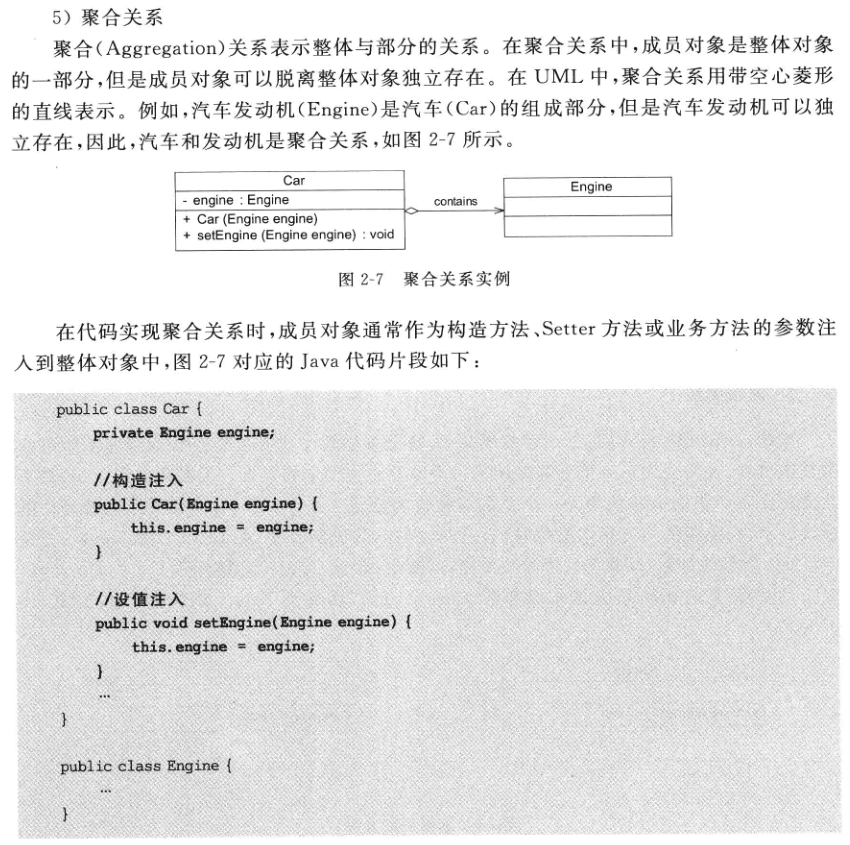 5) 聚合关系
聚合(Aggregation)关系表示整体与部分的关系。在聚合关系中,成员对象是整体对象
的一部分,但是成员对象可以脱离整体对象独立存在。在 UML 中,聚合关系用带空心菱形
的直线表示。例如,汽车发动机(Engine)是汽车(Car)的组成部分,但是汽车发动机可以独
立存在,因此,汽车和发动机是聚合关系,如图 2-7 所示。
Car
- engine : Engine
+ Car (Engine engine)
+ setEngine (Engine engine) : void
contains
Engine
图 2-7 聚合关系实例
在代码实现聚合关系时,成员对象通常作为构造方法、Setter 方法或业务方法的参数注
入到整体对象中,图 2-7 对应的 Java 代码片段如下:
public class Car {
private Engine engine;
//构造注入
public Car(Engine engine) {
this.engine = engine;
}
//设值注入
public void setEngine(Engine engine) {
this.engine = engine;
}
…
}
public class Engine {
…
}